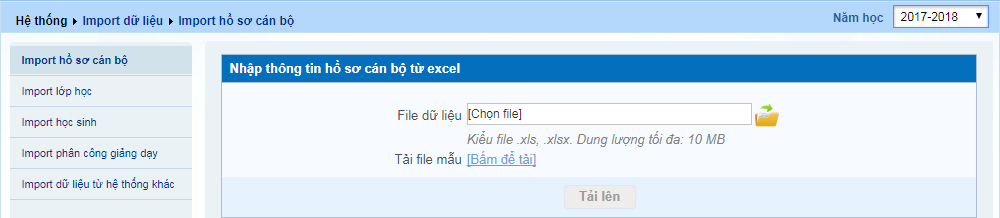 Hệ thống Import dữ liệu Import hồ sơ cán bộ Năm học 2017-2018
Import hồ sơ cán bộ
Import lớp học
Import học sinh
Import phân công giảng dạy
Import dữ liệu từ hệ thống khác
Nhập thông tin hồ sơ cán bộ từ excel
File dữ liệu [Chọn file]
Kiểu file .xls, .xlsx. Dung lượng tối đa: 10 MB
Tải file mẫu [Bấm để tải]
Tải lên